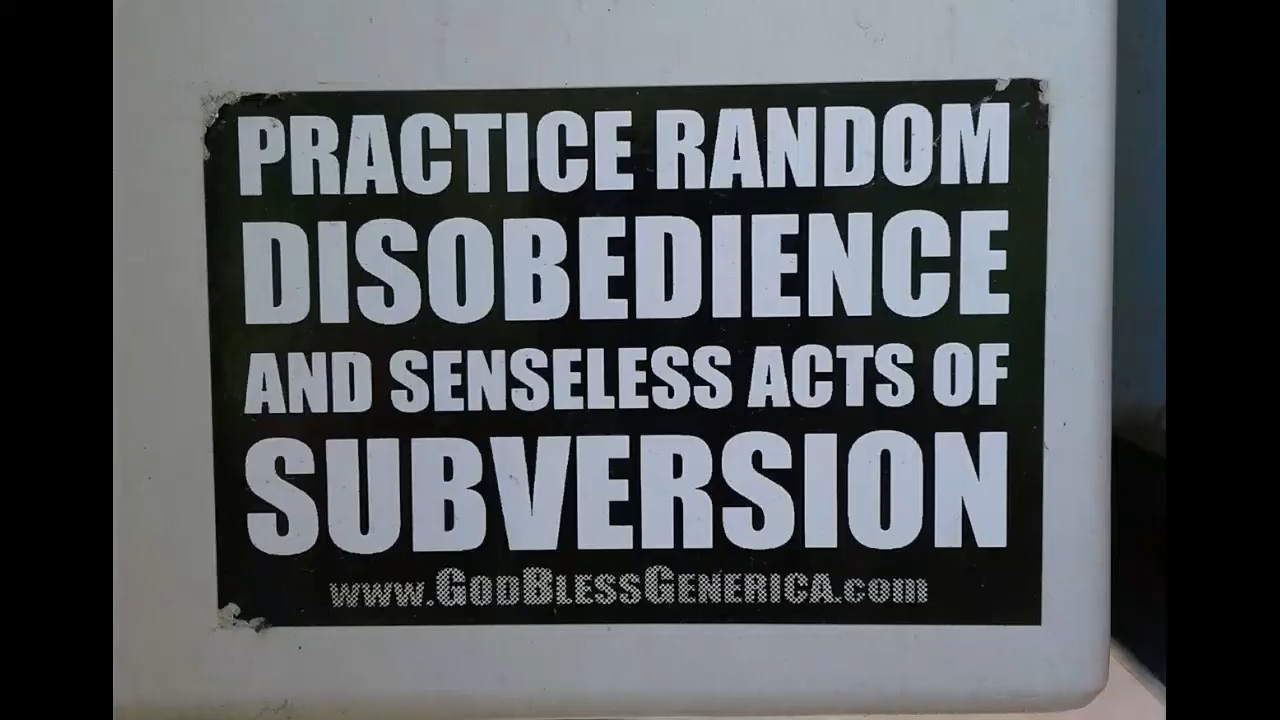 PRACTICE RANDOM
DISOBEDIENCE
AND SENSELESS ACTS OF
SUBVERSION
www.GodBlessGenerica.com